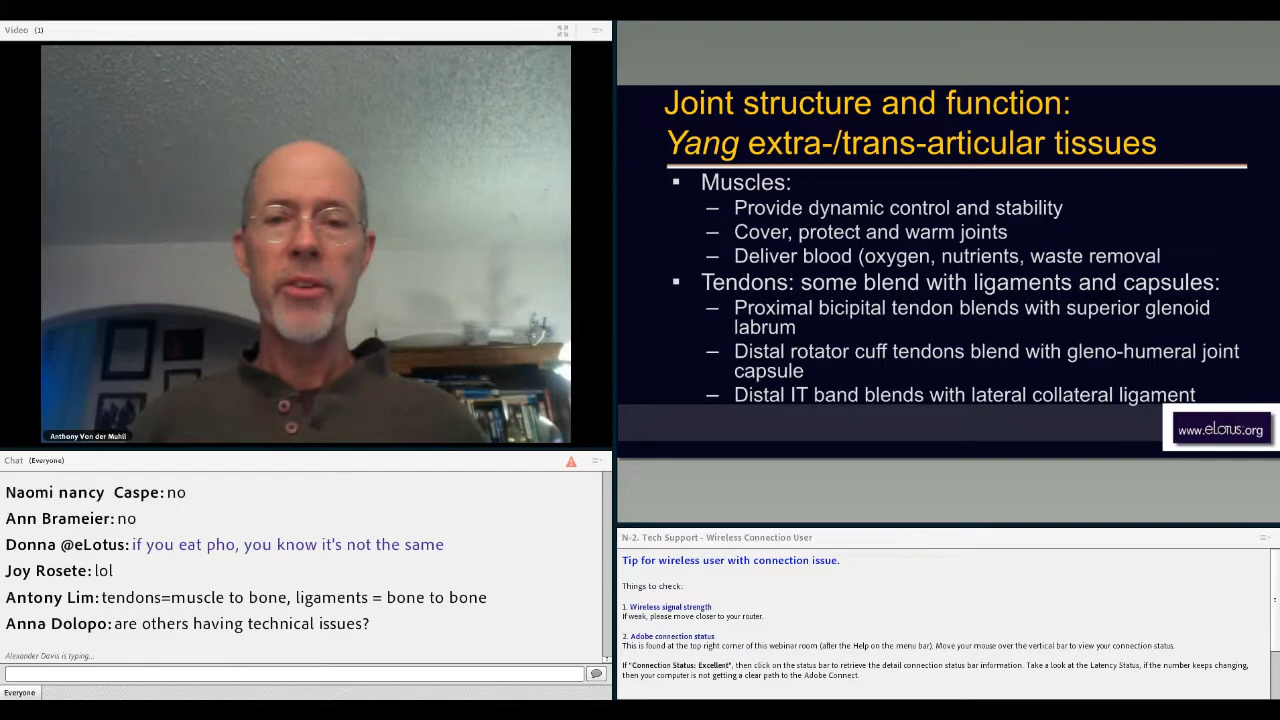 Video (1)
Anthony Von der Muhll
Chat (Everyone)
Naomi nancy Caspe: no
Ann Brameier: no
Donna @eLotus: if you eat pho, you know it's not the same
Joy Rosete: lol
Antony Lim: tendons=muscle to bone, ligaments = bone to bone
Anna Dolopo: are others having technical issues?
Alexander Davis is typing...
Everyone
Joint structure and function:
Yang extra-/trans-articular tissues
▪ Muscles:
– Provide dynamic control and stability
– Cover, protect and warm joints
– Deliver blood (oxygen, nutrients, waste removal
▪ Tendons: some blend with ligaments and capsules:
– Proximal bicipital tendon blends with superior glenoid
labrum
– Distal rotator cuff tendons blend with gleno-humeral joint
capsule
– Distal IT band blends with lateral collateral ligament
www.eLotus.org
N-2. Tech Support - Wireless Connection User
Tip for wireless user with connection issue.
Things to check:
1. Wireless signal strength
If weak, please move closer to your router.
2. Adobe connection status
This is found at the top right corner of this webinar room (after the Help on the menu bar). Move your mouse over the vertical bar to view your connection status.
If "Connection Status: Excellent", then click on the status bar to retrieve the detail connection status bar information. Take a look at the Latency Status, if the number keeps changing,
then your computer is not getting a clear path to the Adobe Connect.